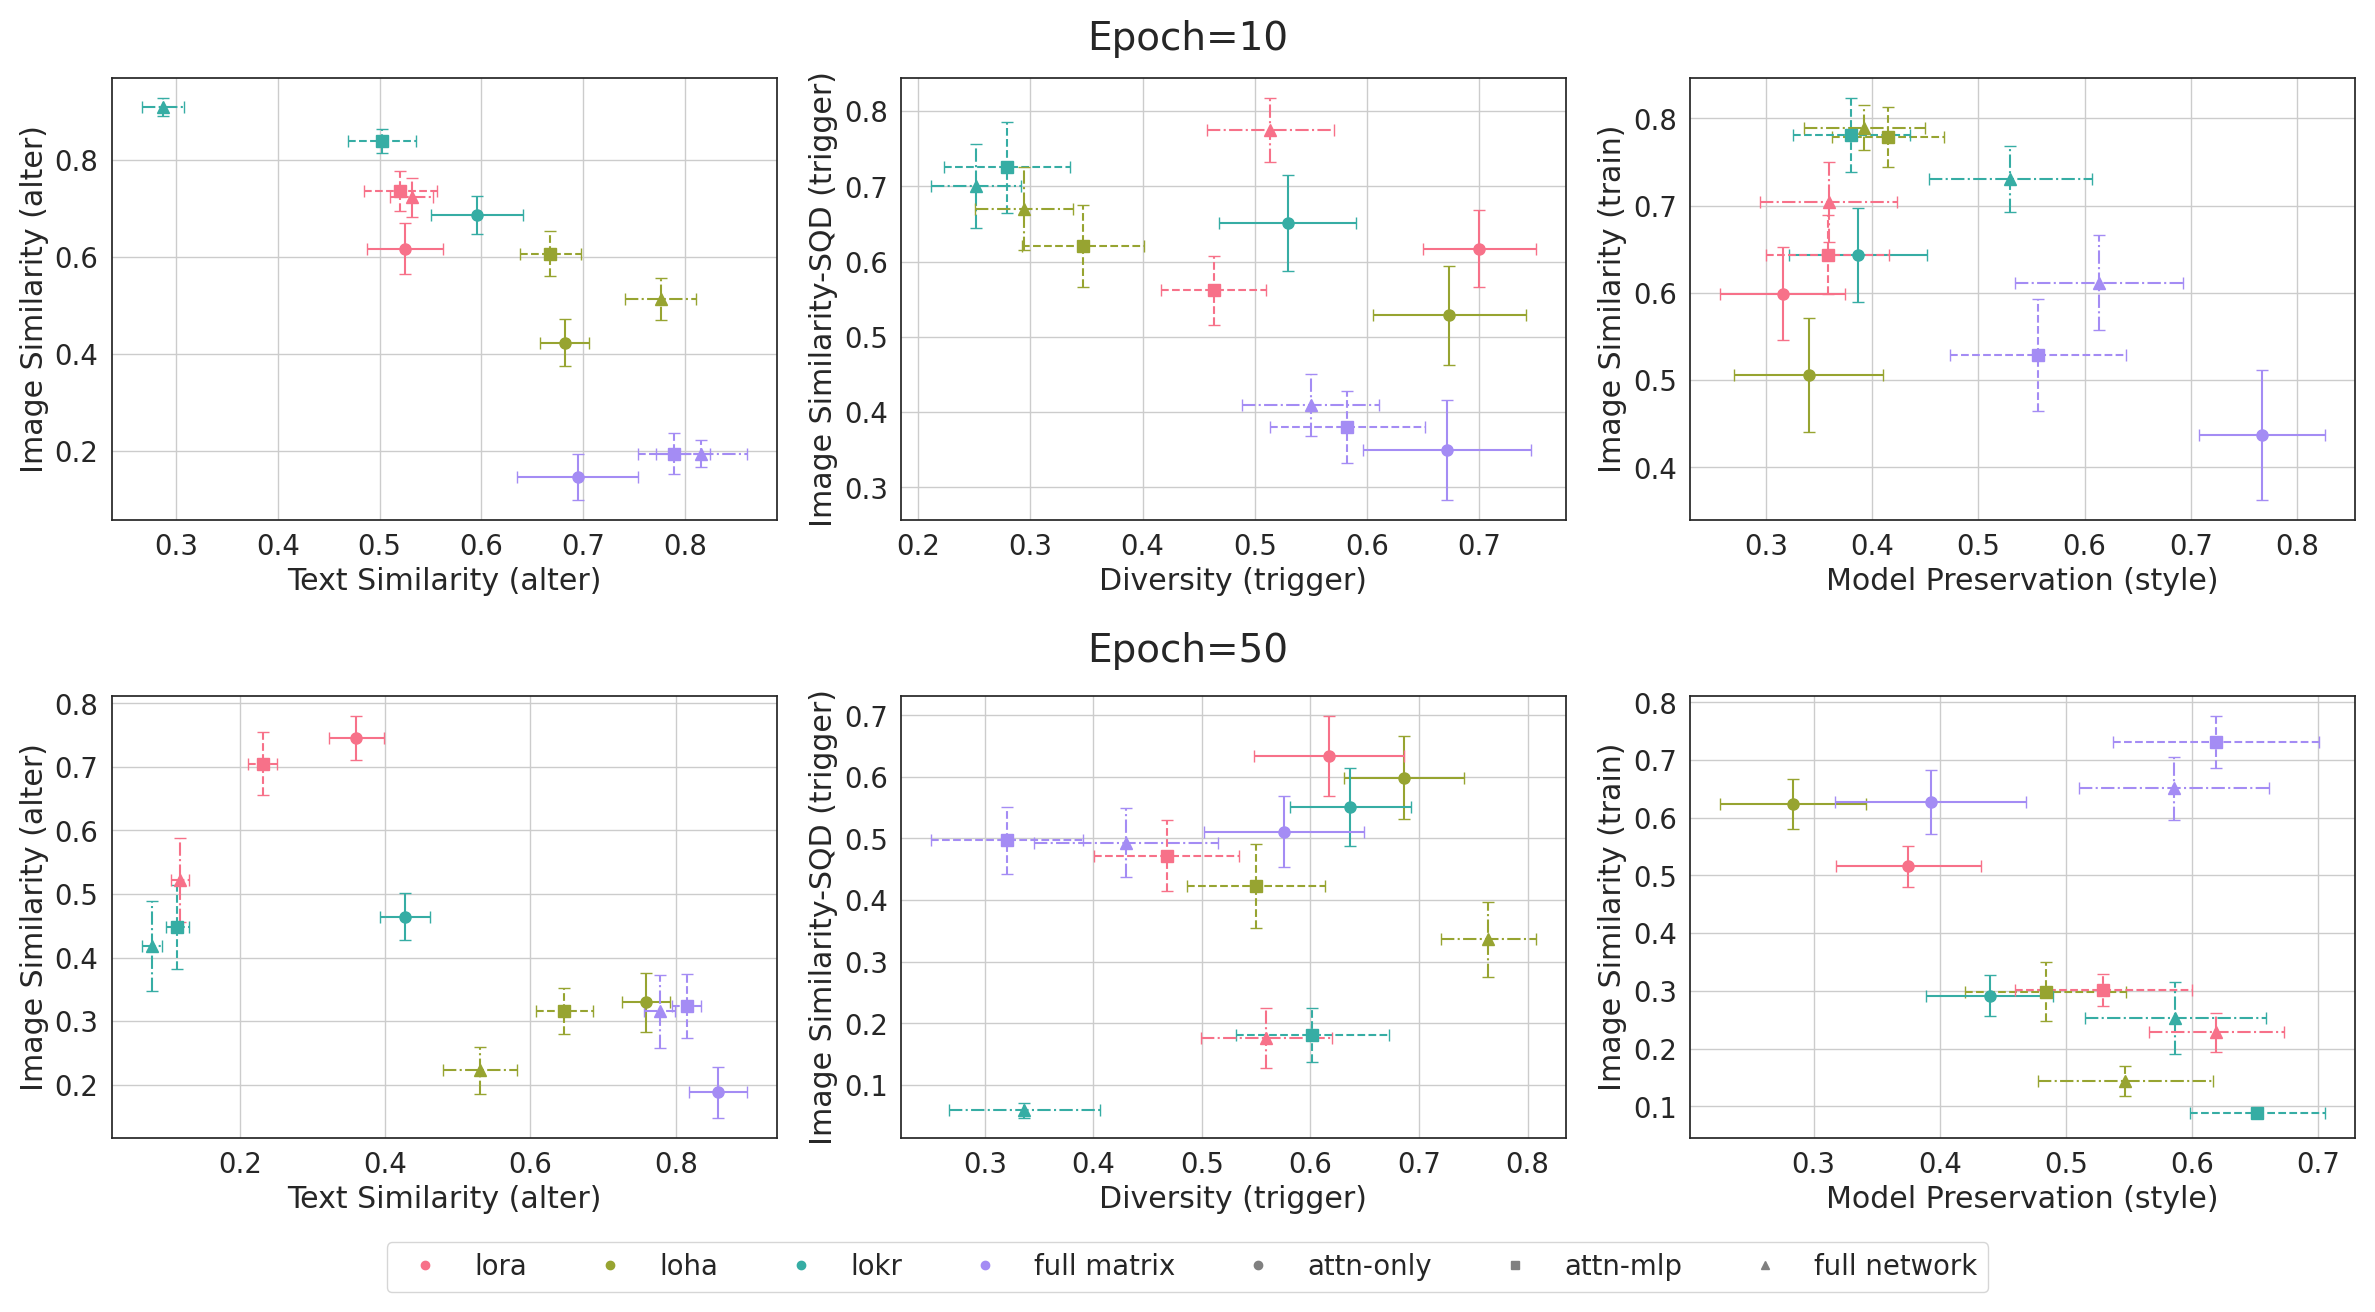 Epoch=10
Image Similarity (alter)
0.8
0.6
0.4
0.2
0.3 0.4 0.5 0.6 0.7 0.8
Text Similarity (alter)
Image Similarity-SQD (trigger)
0.8
0.7
0.6
0.5
0.4
0.3
0.2 0.3 0.4 0.5 0.6 0.7
Diversity (trigger)
Image Similarity (train)
0.8
0.7
0.6
0.5
0.4
0.3 0.4 0.5 0.6 0.7 0.8
Model Preservation (style)
Epoch=50
Image Similarity (alter)
0.8
0.7
0.6
0.5
0.4
0.3
0.2
0.2 0.4 0.6 0.8
Text Similarity (alter)
Image Similarity-SQD (trigger)
0.7
0.6
0.5
0.4
0.3
0.2
0.1
0.3 0.4 0.5 0.6 0.7 0.8
Diversity (trigger)
Image Similarity (train)
0.8
0.7
0.6
0.5
0.4
0.3
0.2
0.1
0.3 0.4 0.5 0.6 0.7
Model Preservation (style)
lora loha lokr full matrix attn-only attn-mlp full network